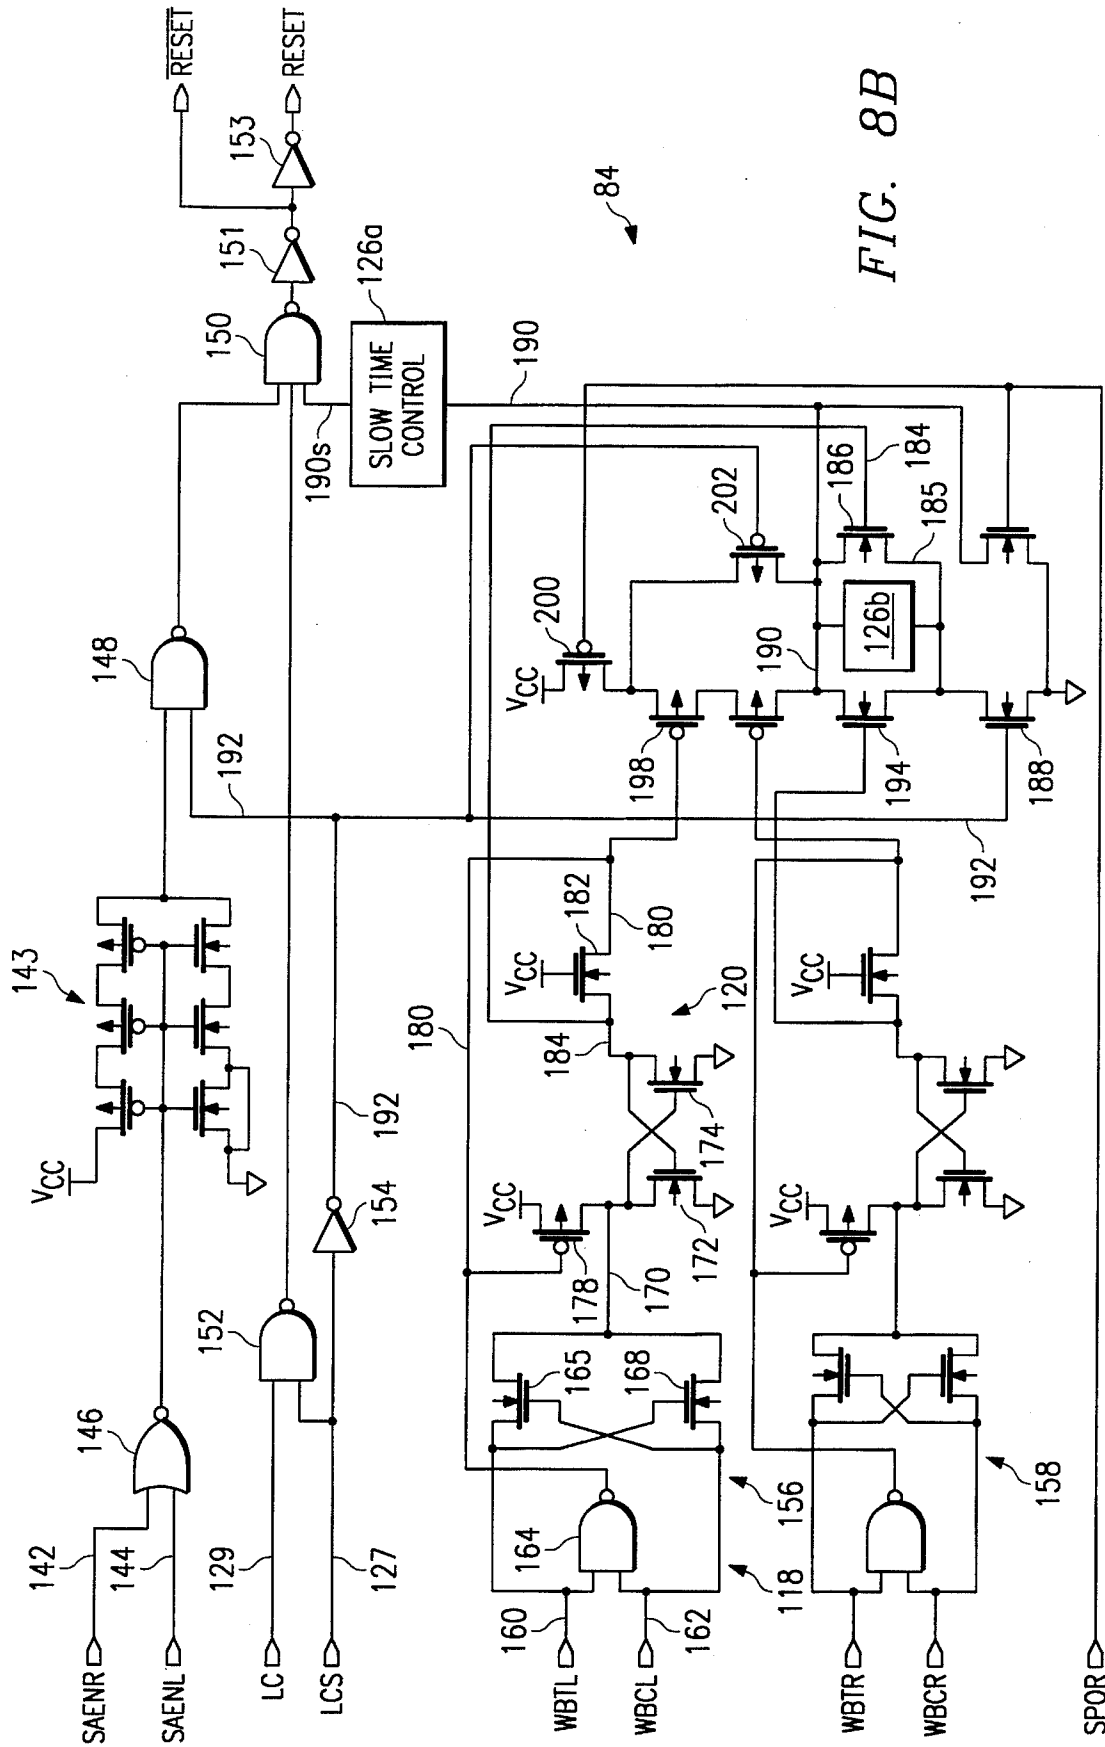 SAENR
SAENL
LC
LCS
WBTL
WBCL
WBTR
WBCR
SPOR
142
144
129
127
160
162
146
152
154
164
118
156
158
165
168
170
178
172
174
120
VCC
143
VCC
VCC
180
184
182
180
VCC
VCC
192
192
192
148
198
194
188
VCC
200
202
190
126b
186
184
185
190
190s
SLOW TIME
CONTROL
126a
150
151
153
RESET
RESET
84
FIG. 8B